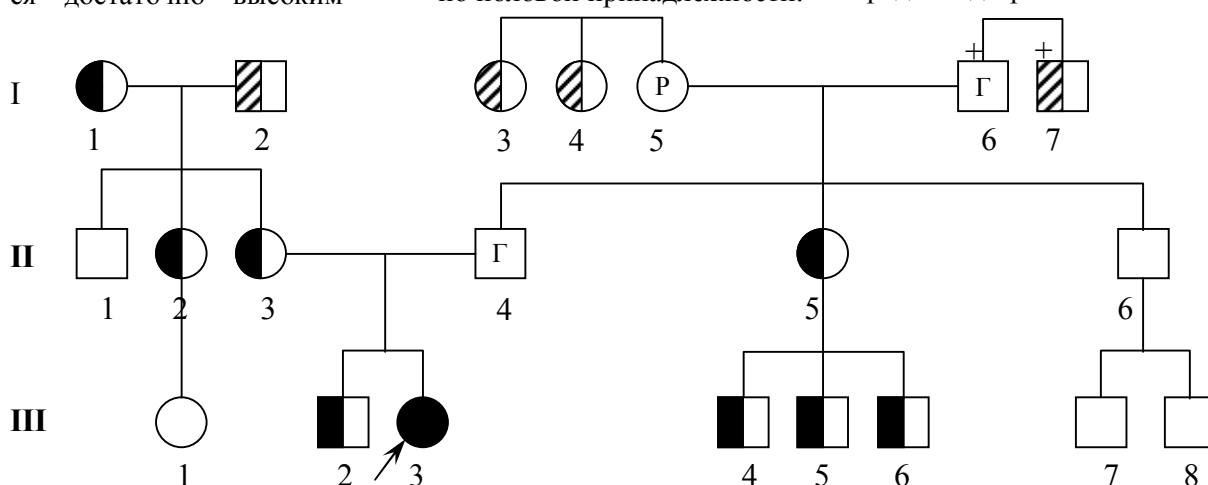 ся достаточно высоким
по половой принадлежности.
I
Р
+ +
Г
1 2 3 4 5 6 7
II
Г
1 2 3 4 5 6
III
1 2 3 4 5 6 7 8